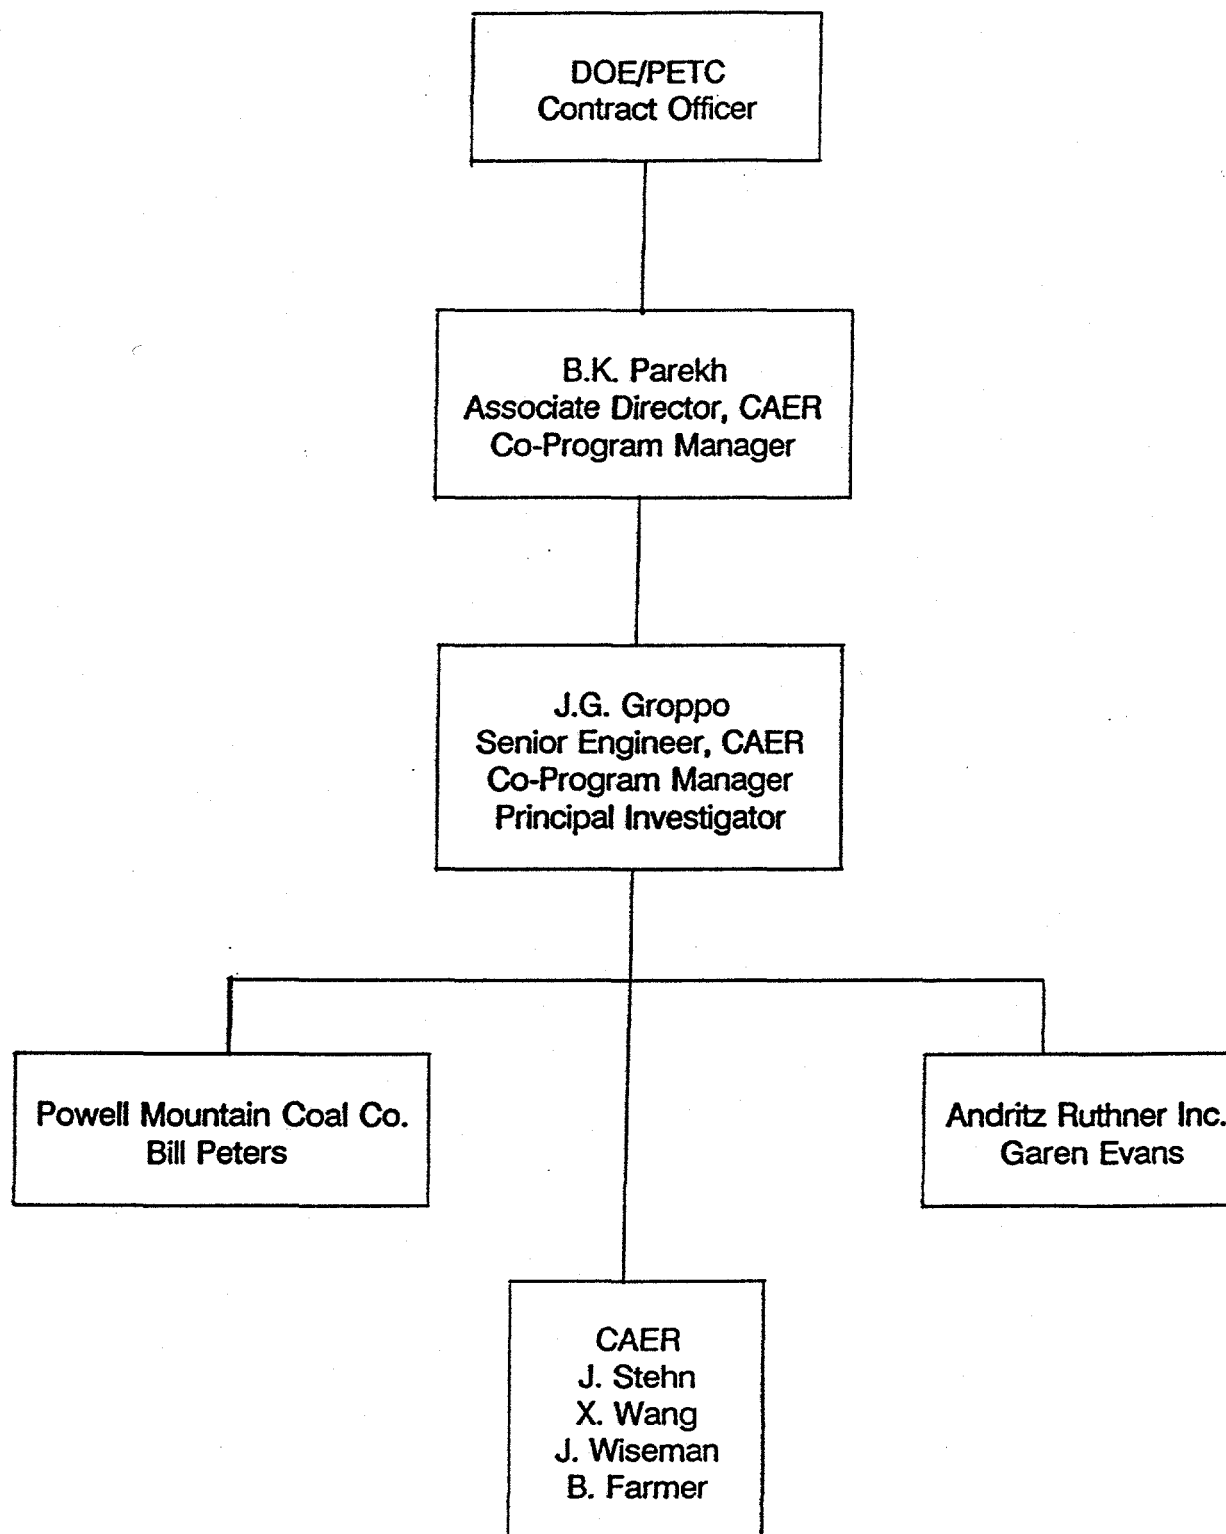 DOE/PETC
Contract Officer
B.K. Parekh
Associate Director, CAER
Co-Program Manager
J.G. Groppo
Senior Engineer, CAER
Co-Program Manager
Principal Investigator
Powell Mountain Coal Co.
Bill Peters
Andritz Ruthner Inc.
Garen Evans
CAER
J. Stehn
X. Wang
J. Wiseman
B. Farmer